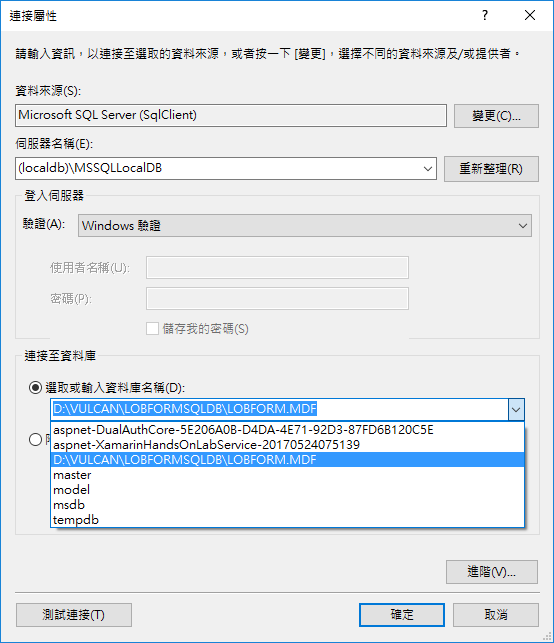 連接屬性
請輸入資訊，以連接至選取的資料來源，或者按一下 [變更]，選擇不同的資料來源及/或提供者。
資料來源(S):
Microsoft SQL Server (SqlClient)
變更(C)...
伺服器名稱(E):
(localdb)\MSSQLLocalDB
重新整理(R)
登入伺服器
驗證(A):
Windows 驗證
使用者名稱(U):
密碼(P):
儲存我的密碼(S)
連接至資料庫
選取或輸入資料庫名稱(D):
D:\VULCAN\LOBFORMSQLDB\LOBFORM.MDF
aspnet-DualAuthCore-5E206A0B-D4DA-4E71-92D3-87FD6B120C5E
aspnet-XamarinHandsOnLabService-20170524075139
D:\VULCAN\LOBFORMSQLDB\LOBFORM.MDF
master
model
msdb
tempdb
進階(V)...
測試連接(T)
確定
取消